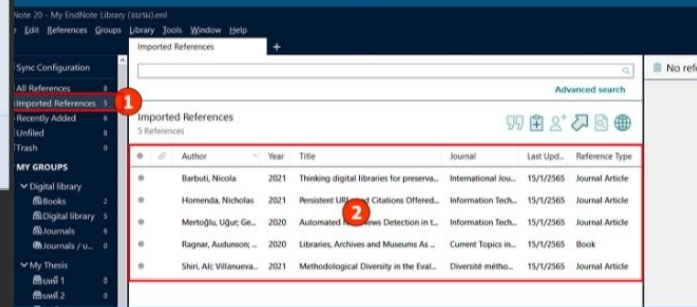 Note 20 - My EndNote Library (อบรม).enl
Edit References Groups Library Tools Window Help
Imported References +
Sync Configuration
All References 8
Imported References 5
1
Advanced search
No refe
Recently Added 6
Unfiled 8
Trash 0
Imported References
5 References
MY GROUPS
Digital library
Books 2
Digital library 3
Journals 6
Journals / u... 0
My Thesis
บทที่ 1 0
บทที่ 2 0
Author Year Title Journal Last Upd... Reference Type
Barbuti, Nicola 2021 Thinking digital libraries for preserva... International Jou... 15/1/2565 Journal Article
Homenda, Nicholas 2021 Persistent URLs and Citations Offered... Information Tech... 15/1/2565 Journal Article
2
Mertoğlu, Uğur; Ge... 2020 Automated News Detection in t... Information Tech... 15/1/2565 Journal Article
Ragnar, Audunson; ... 2020 Libraries, Archives and Museums As ... Current Topics in... 15/1/2565 Book
Shiri, Ali; Villanueva... 2021 Methodological Diversity in the Eval... Diversité métho... 15/1/2565 Journal Article